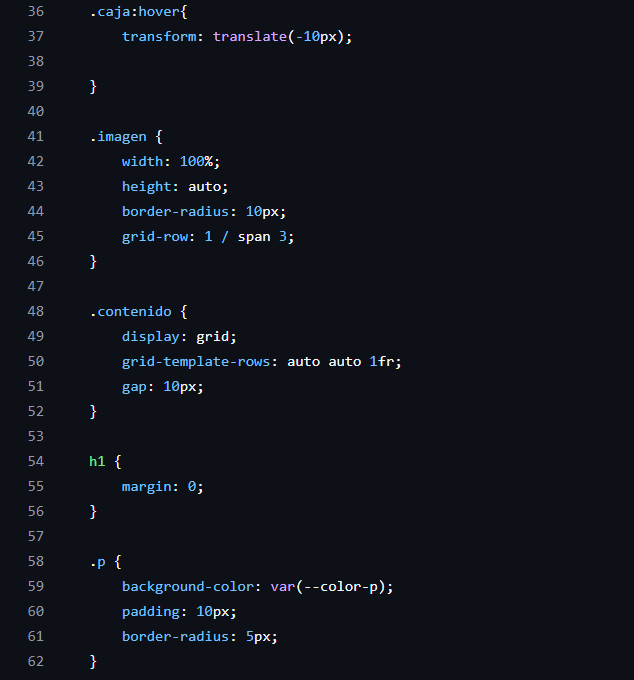 36 .caja:hover{
37 transform: translate(-10px);
38
39 }
40
41 .imagen {
42 width: 100%;
43 height: auto;
44 border-radius: 10px;
45 grid-row: 1 / span 3;
46 }
47
48 .contenido {
49 display: grid;
50 grid-template-rows: auto auto 1fr;
51 gap: 10px;
52 }
53
54 h1 {
55 margin: 0;
56 }
57
58 .p {
59 background-color: var(--color-p);
60 padding: 10px;
61 border-radius: 5px;
62 }